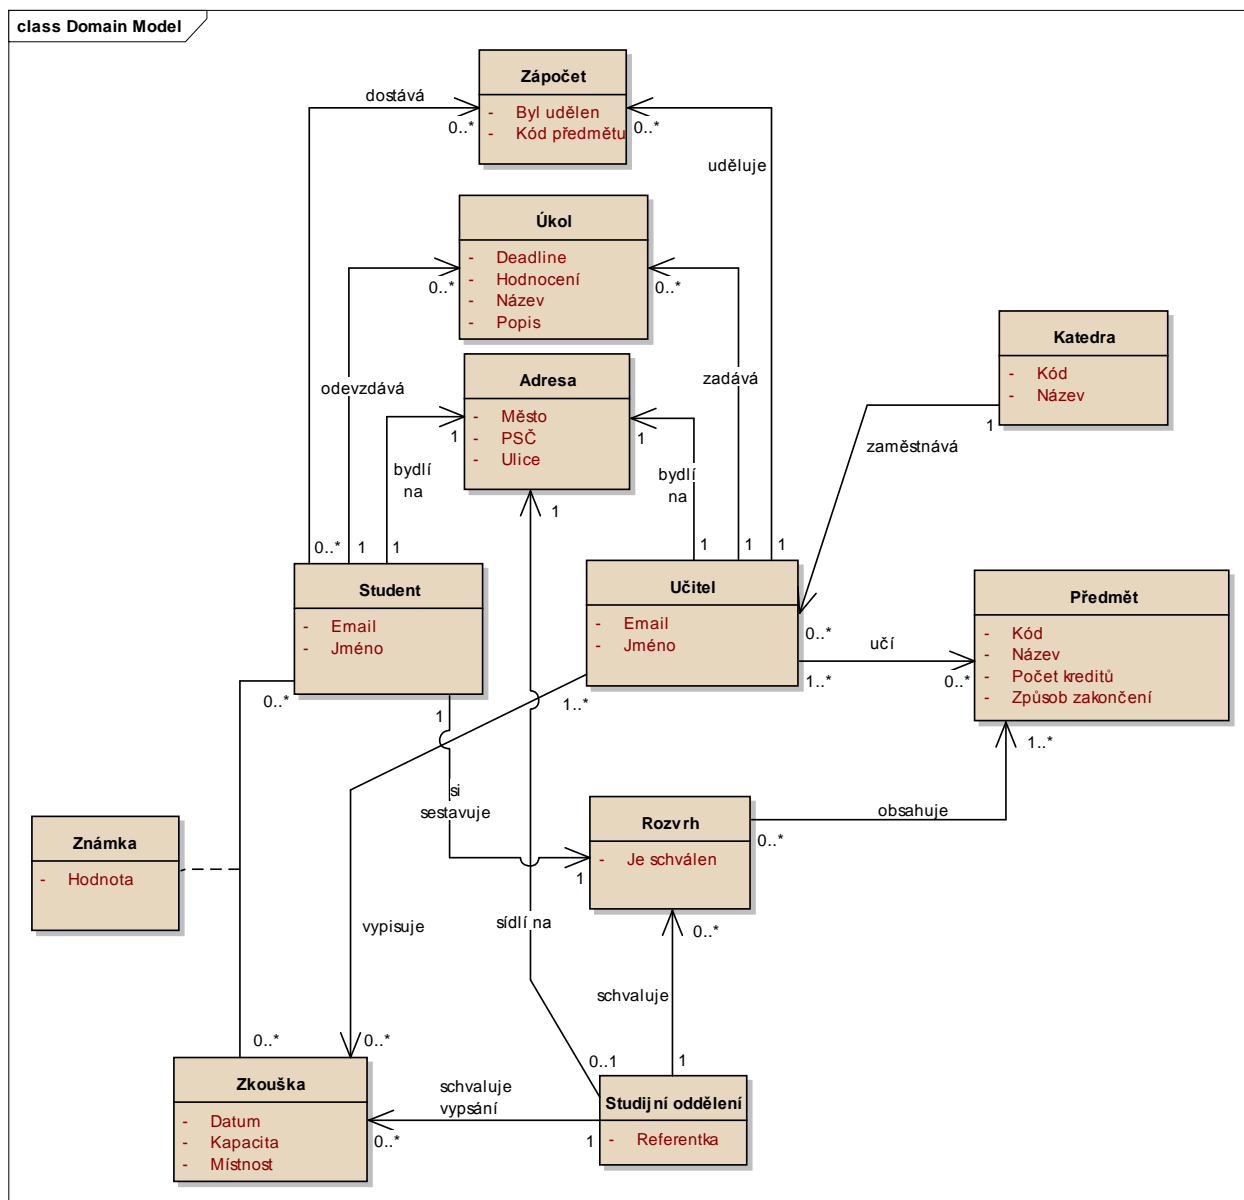 class Domain Model
Zápočet
- Byl udělen
- Kód předmětu
dostává
0..*
0..*
uděluje
Úkol
- Deadline
- Hodnocení
- Název
- Popis
0..*
0..*
odevzdává
zadává
Katedra
- Kód
- Název
1
zaměstnává
Adresa
- Město
- PSČ
- Ulice
1
1
bydlí
na
bydlí
na
1
0..*
1
1
1
1
1
Student
- Email
- Jméno
Učitel
- Email
- Jméno
0..*
učí
1..*
0..*
Předmět
- Kód
- Název
- Počet kreditů
- Způsob zakončení
0..*
1
1..*
1..*
si
sestavuje
Rozvrh
- Je schválen
1
0..*
obsahuje
Známka
- Hodnota
vypisuje
sídlí na
0..*
schvaluje
0..*
0..*
0..1
1
Zkouška
- Datum
- Kapacita
- Místnost
schvaluje
vypsání
0..*
1
Studijní oddělení
- Referentka